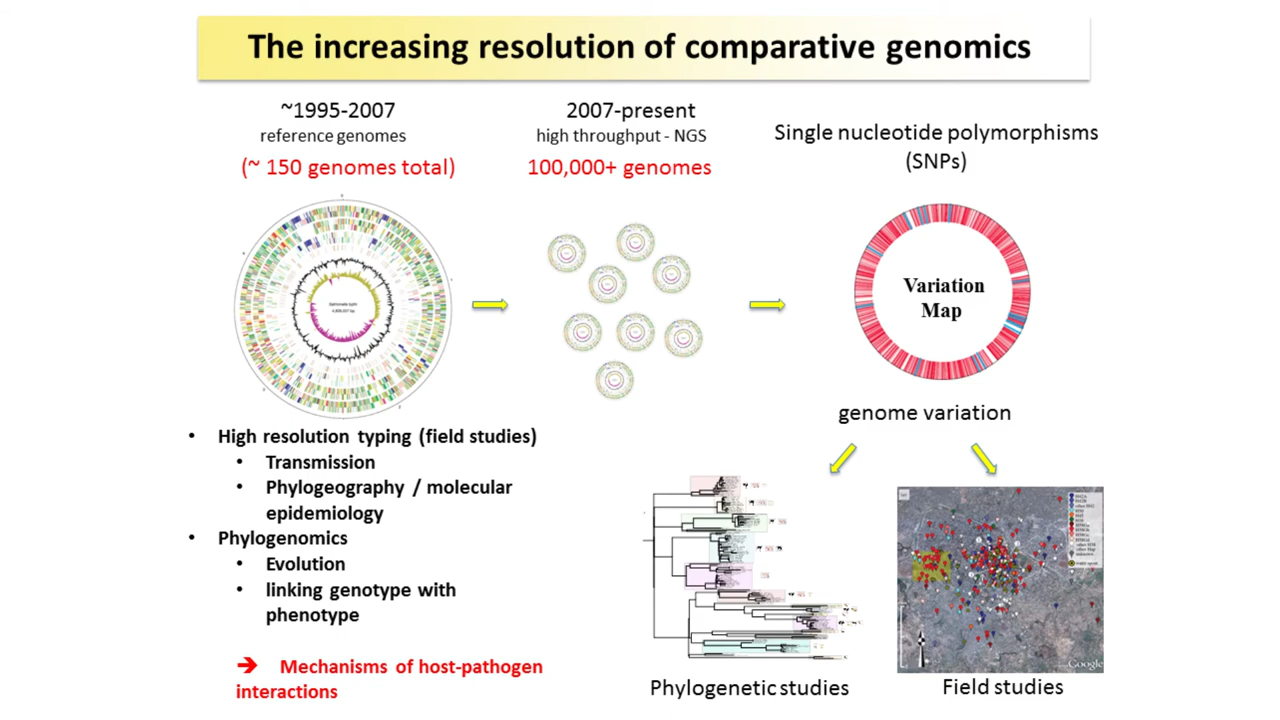 The increasing resolution of comparative genomics
~1995-2007
reference genomes
(~ 150 genomes total)
2007-present
high throughput - NGS
100,000+ genomes
Single nucleotide polymorphisms
(SNPs)
Variation
Map
genome variation
• High resolution typing (field studies)
• Transmission
• Phylogeography / molecular
epidemiology
• Phylogenomics
• Evolution
• linking genotype with
phenotype
➔ Mechanisms of host-pathogen
interactions
Phylogenetic studies
Google
Field studies